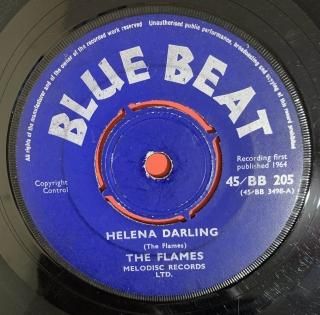 All rights of the manufacturer and of the owner of the recorded work reserved
Unauthorised public performance, broadcasting and copying of this record prohibited
BLUE BEAT
Recording first
published 1964
Copyright
Control
45/BB 205
(45-BB 3498-A)
HELENA DARLING
(The Flames)
THE FLAMES
MELODISC RECORDS
LTD.